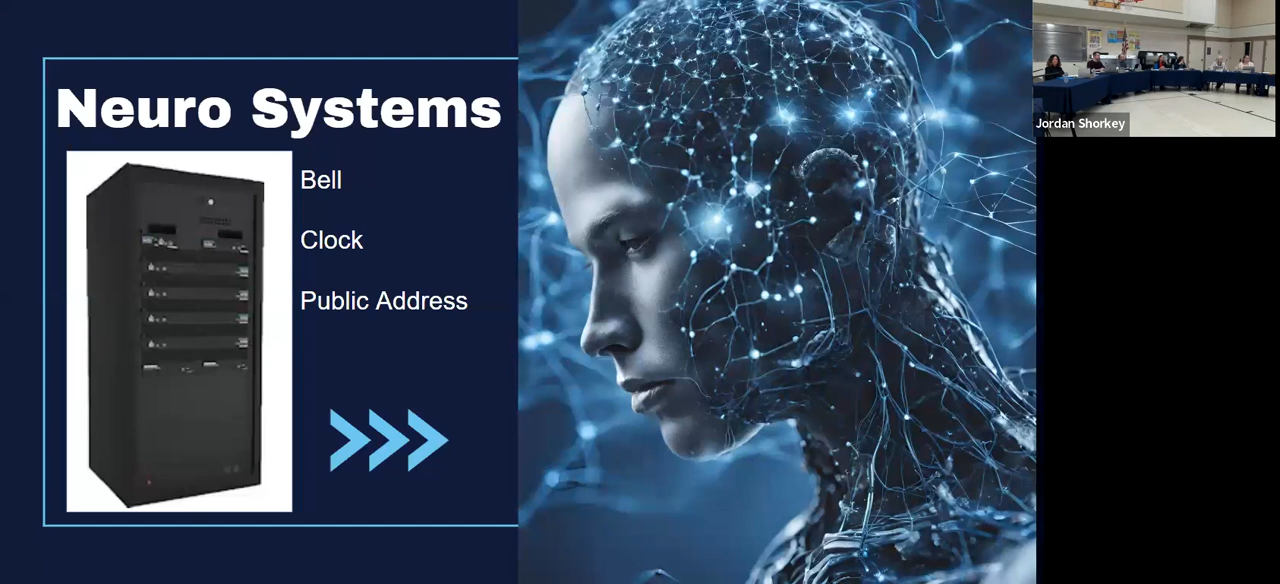 Neuro Systems
Bell
Clock
Public Address
Jordan Shorkey